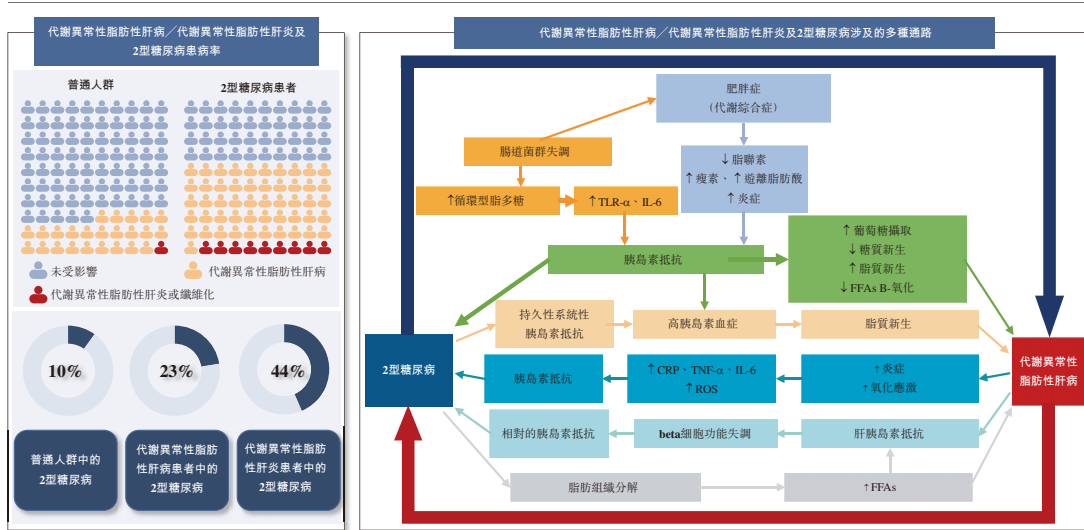 代謝異常性脂肪性肝病／代謝異常性脂肪性肝炎及
2型糖尿病患病率
普通人群
2型糖尿病患者
未受影響
代謝異常性脂肪性肝病
代謝異常性脂肪性肝炎或纖維化
10%
23%
44%
普通人群中的
2型糖尿病
代謝異常性脂肪
性肝病患者中的
2型糖尿病
代謝異常性脂肪
性肝炎患者中的
2型糖尿病
代謝異常性脂肪性肝病／代謝異常性脂肪性肝炎及2型糖尿病涉及的多種通路
肥胖症
(代謝綜合症)
腸道菌群失調
↓脂聯素
↑瘦素、↑遊離脂肪酸
↑炎症
↑循環型脂多糖
↑TLR-α、IL-6
胰島素抵抗
↑葡萄糖攝取
↓糖質新生
↑脂質新生
↓FFAs B-氧化
持久性系統性
胰島素抵抗
高胰島素血症
脂質新生
2型糖尿病
胰島素抵抗
↑CRP、TNF-α、IL-6
↑ROS
↑炎症
↑氧化應激
代謝異常性
脂肪性肝病
相對的胰島素抵抗
beta細胞功能失調
肝胰島素抵抗
脂肪組織分解
↑FFAs